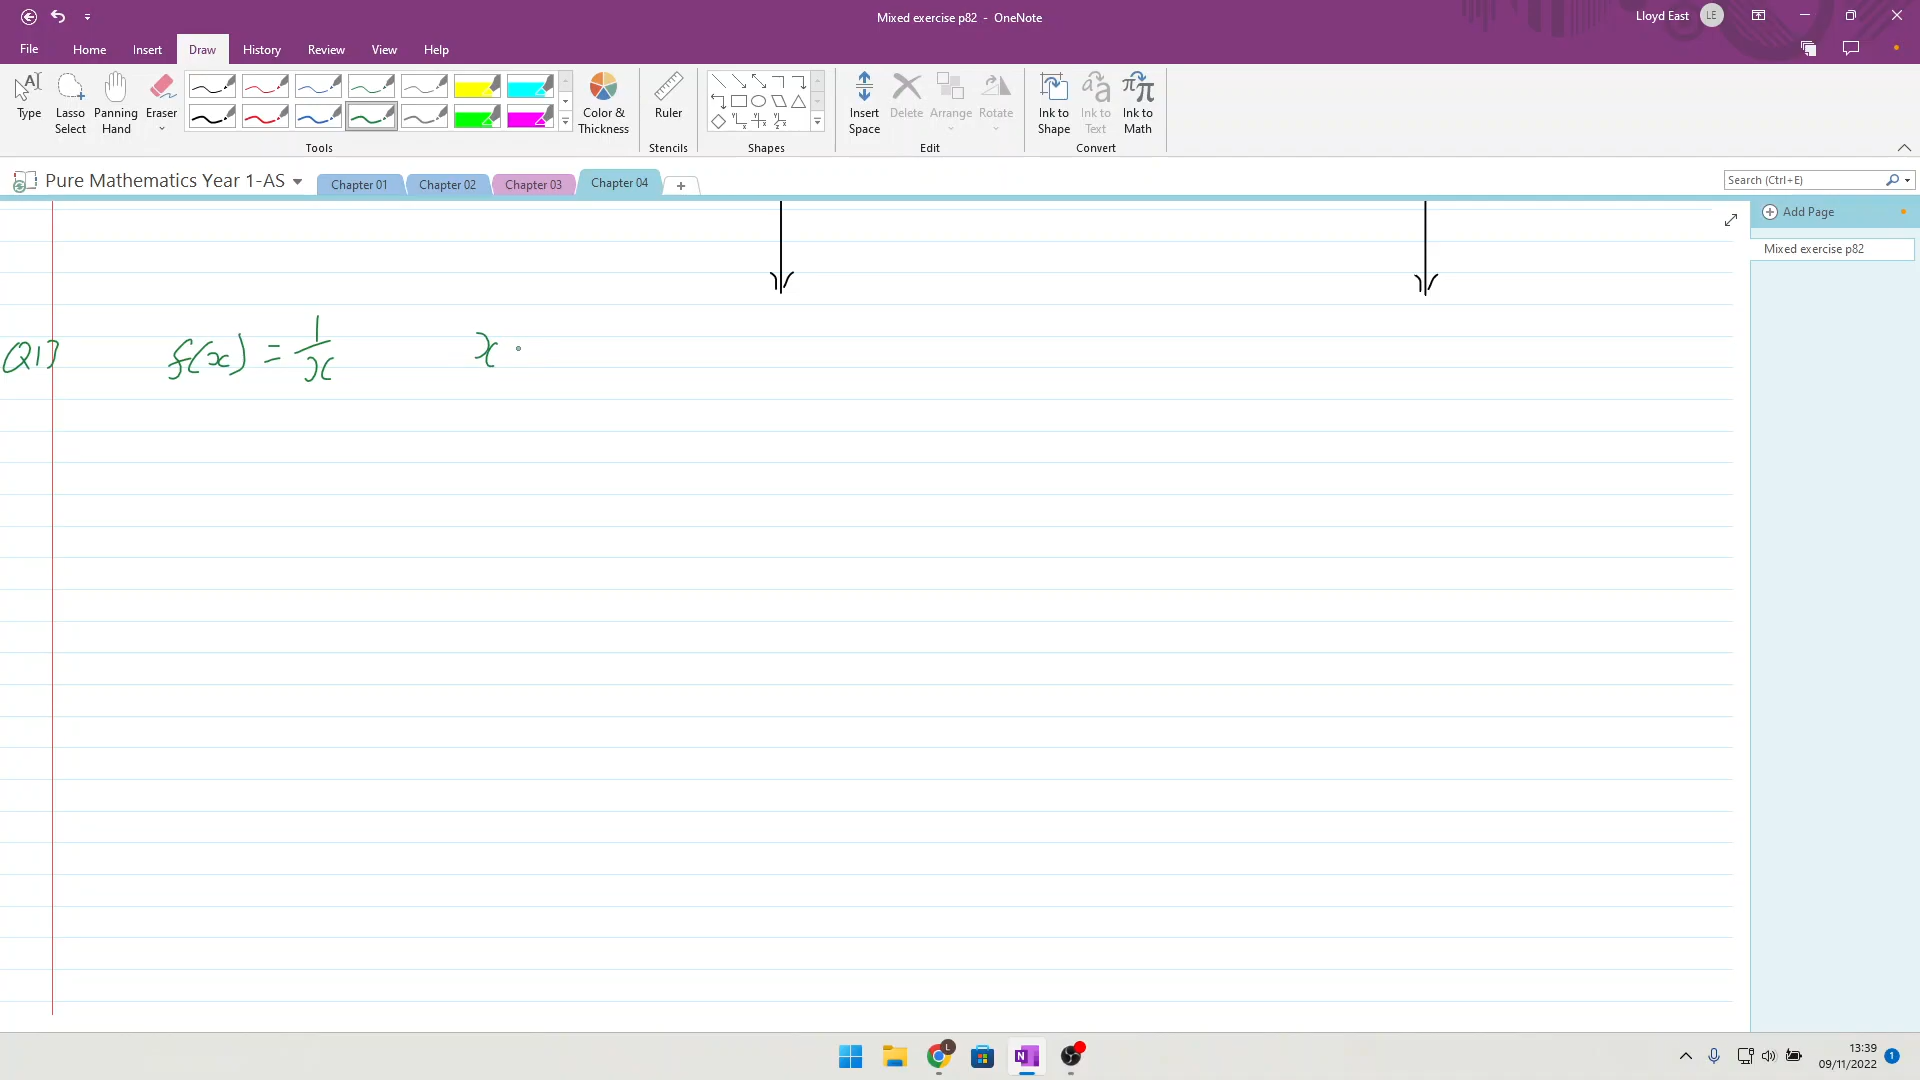 Mixed exercise p82 - OneNote
Lloyd East LE
File Home Insert Draw History Review View Help
Type Lasso Select Panning Hand Eraser Color & Thickness Ruler Insert Space Delete Arrange Rotate Ink to Shape Ink to Text Ink to Math
Tools Stencils Shapes Edit Convert
Pure Mathematics Year 1-AS Chapter 01 Chapter 02 Chapter 03 Chapter 04 Search (Ctrl+E)
Add Page
Mixed exercise p82
f(x) = 1/x x
13:39
09/11/2022 1